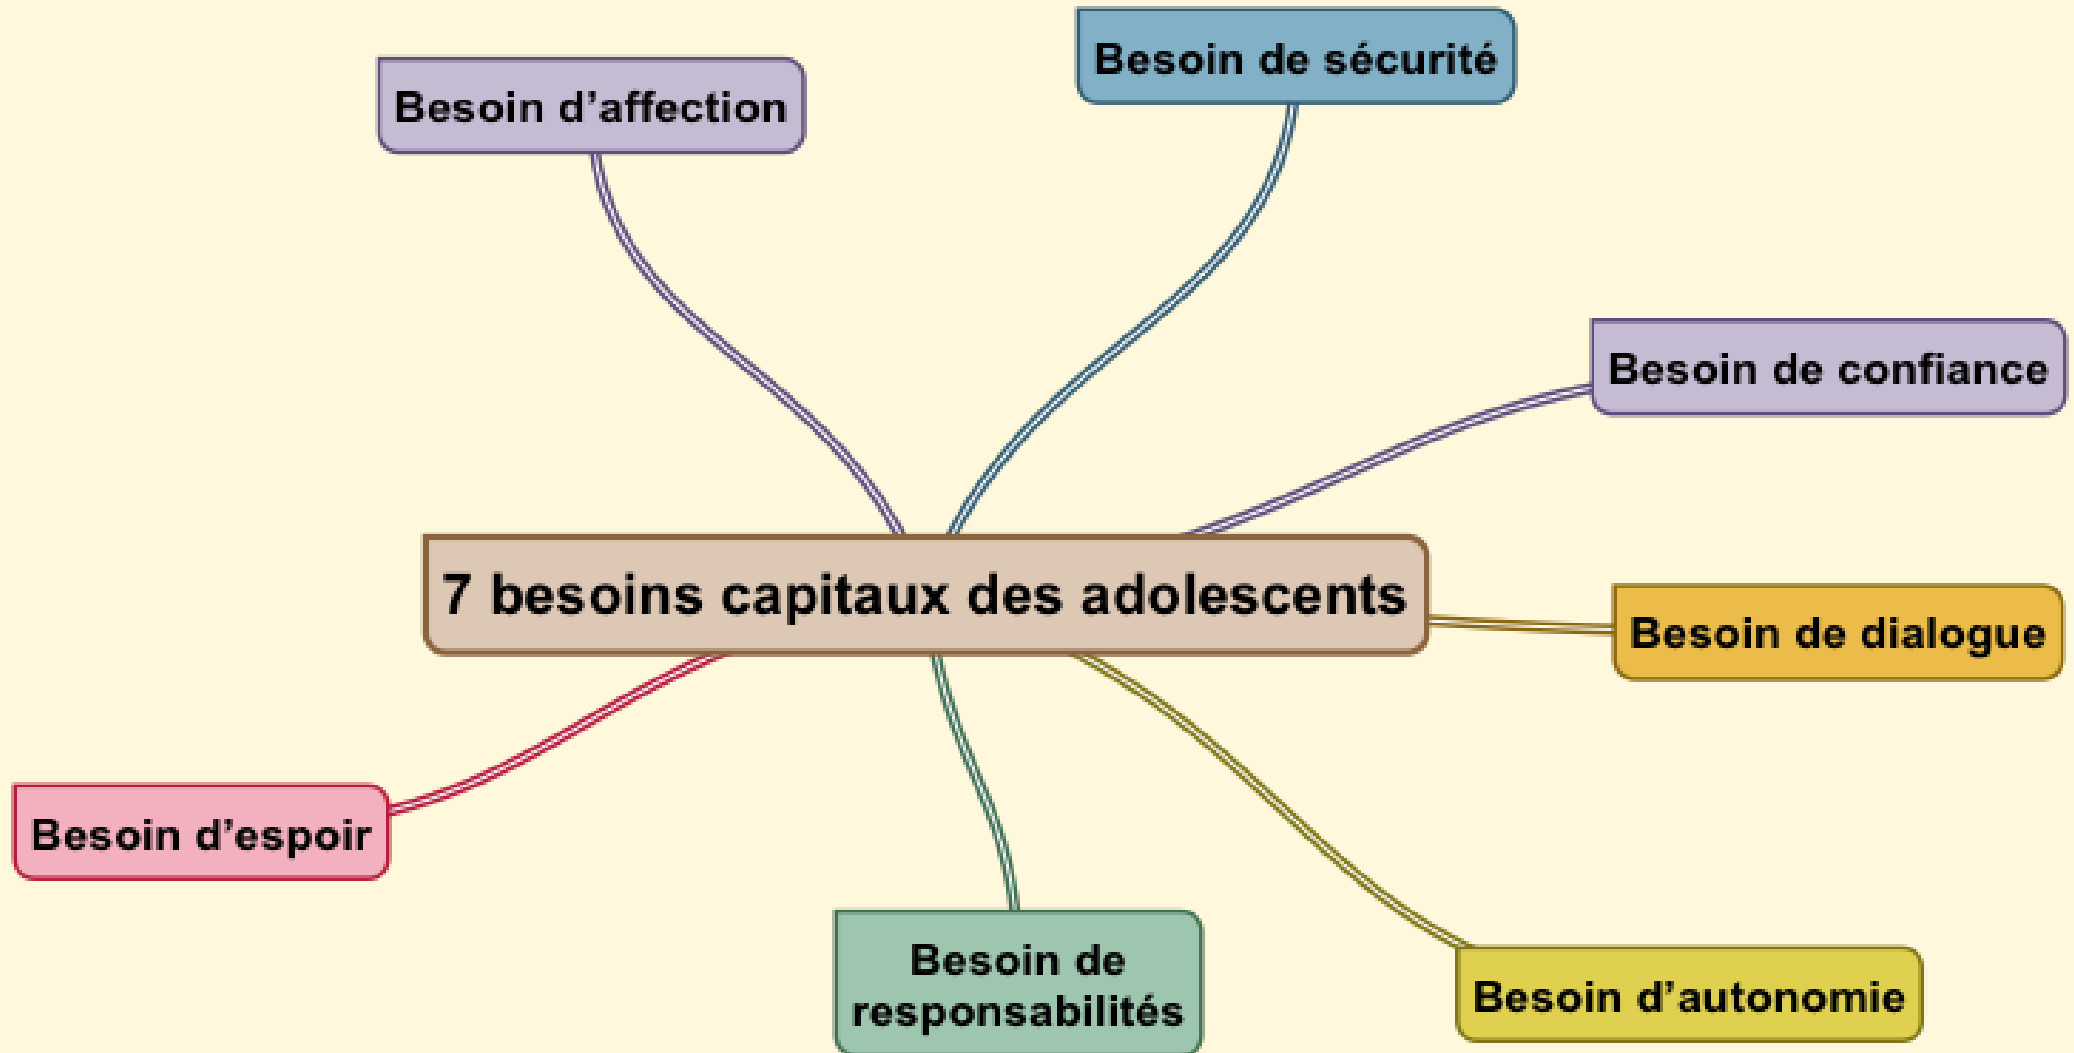 Besoin de sécurité
Besoin d’affection
Besoin de confiance
7 besoins capitaux des adolescents
Besoin de dialogue
Besoin d’espoir
Besoin de
responsabilités
Besoin d’autonomie